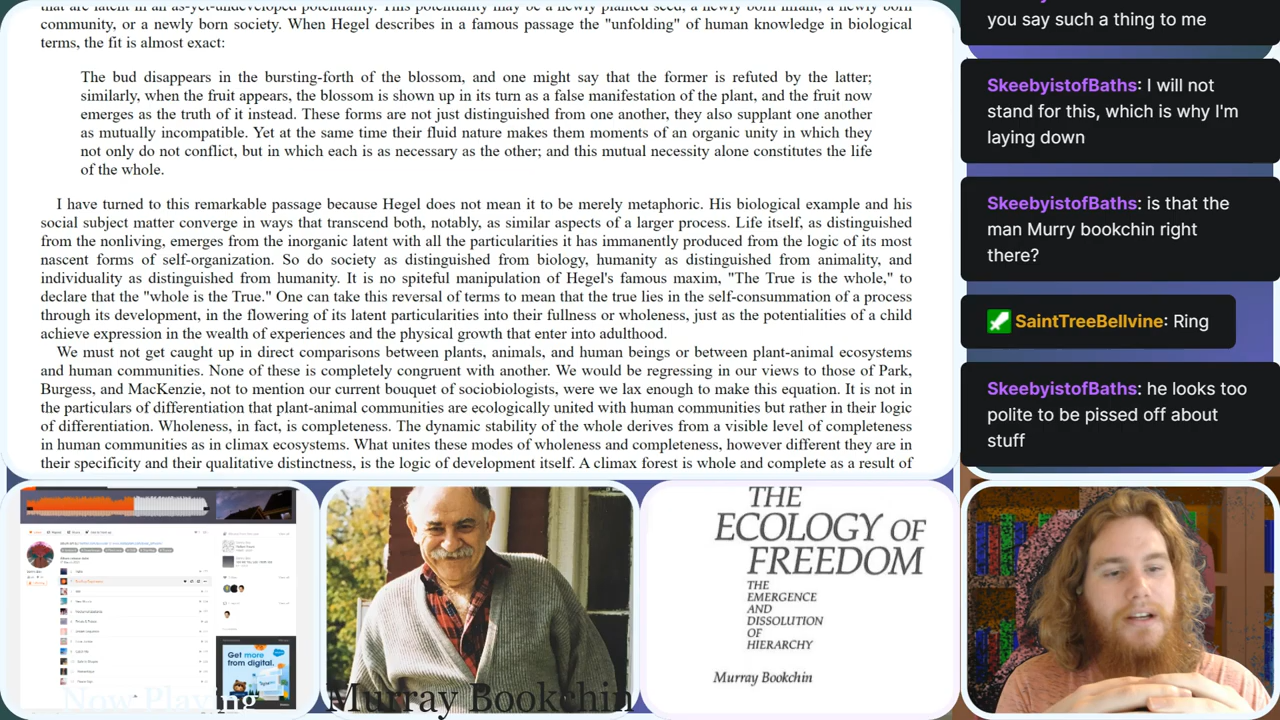 that are latent in an as-yet-undeveloped potentiality. This potentiality may be a newly planted seed, a newly born infant, a newly born
community, or a newly born society. When Hegel describes in a famous passage the "unfolding" of human knowledge in biological
terms, the fit is almost exact:
The bud disappears in the bursting-forth of the blossom, and one might say that the former is refuted by the latter;
similarly, when the fruit appears, the blossom is shown up in its turn as a false manifestation of the plant, and the fruit now
emerges as the truth of it instead. These forms are not just distinguished from one another, they also supplant one another
as mutually incompatible. Yet at the same time their fluid nature makes them moments of an organic unity in which they
not only do not conflict, but in which each is as necessary as the other; and this mutual necessity alone constitutes the life
of the whole.
I have turned to this remarkable passage because Hegel does not mean it to be merely metaphoric. His biological example and his
social subject matter converge in ways that transcend both, notably, as similar aspects of a larger process. Life itself, as distinguished
from the nonliving, emerges from the inorganic latent with all the particularities it has immanently produced from the logic of its most
nascent forms of self-organization. So do society as distinguished from biology, humanity as distinguished from animality, and
individuality as distinguished from humanity. It is no spiteful manipulation of Hegel's famous maxim, "The True is the whole," to
declare that the "whole is the True." One can take this reversal of terms to mean that the true lies in the self-consummation of a process
through its development, in the flowering of its latent particularities into their fullness or wholeness, just as the potentialities of a child
achieve expression in the wealth of experiences and the physical growth that enter into adulthood.
We must not get caught up in direct comparisons between plants, animals, and human beings or between plant-animal ecosystems
and human communities. None of these is completely congruent with another. We would be regressing in our views to those of Park,
Burgess, and MacKenzie, not to mention our current bouquet of sociobiologists, were we lax enough to make this equation. It is not in
the particulars of differentiation that plant-animal communities are ecologically united with human communities but rather in their logic
of differentiation. Wholeness, in fact, is completeness. The dynamic stability of the whole derives from a visible level of completeness
in human communities as in climax ecosystems. What unites these modes of wholeness and completeness, however different they are in
their specificity and their qualitative distinctness, is the logic of development itself. A climax forest is whole and complete as a result of
you say such a thing to me
SkeebyistofBaths: I will not
stand for this, which is why I'm
laying down
SkeebyistofBaths: is that the
man Murry bookchin right
there?
SaintTreeBellvine: Ring
SkeebyistofBaths: he looks too
polite to be pissed off about
stuff
Get more
from digital.
Now Playing
Murray Bookchin
THE
ECOLOGY OF
FREEDOM
THE
EMERGENCE
AND
DISSOLUTION
OF
HIERARCHY
Murray Bookchin